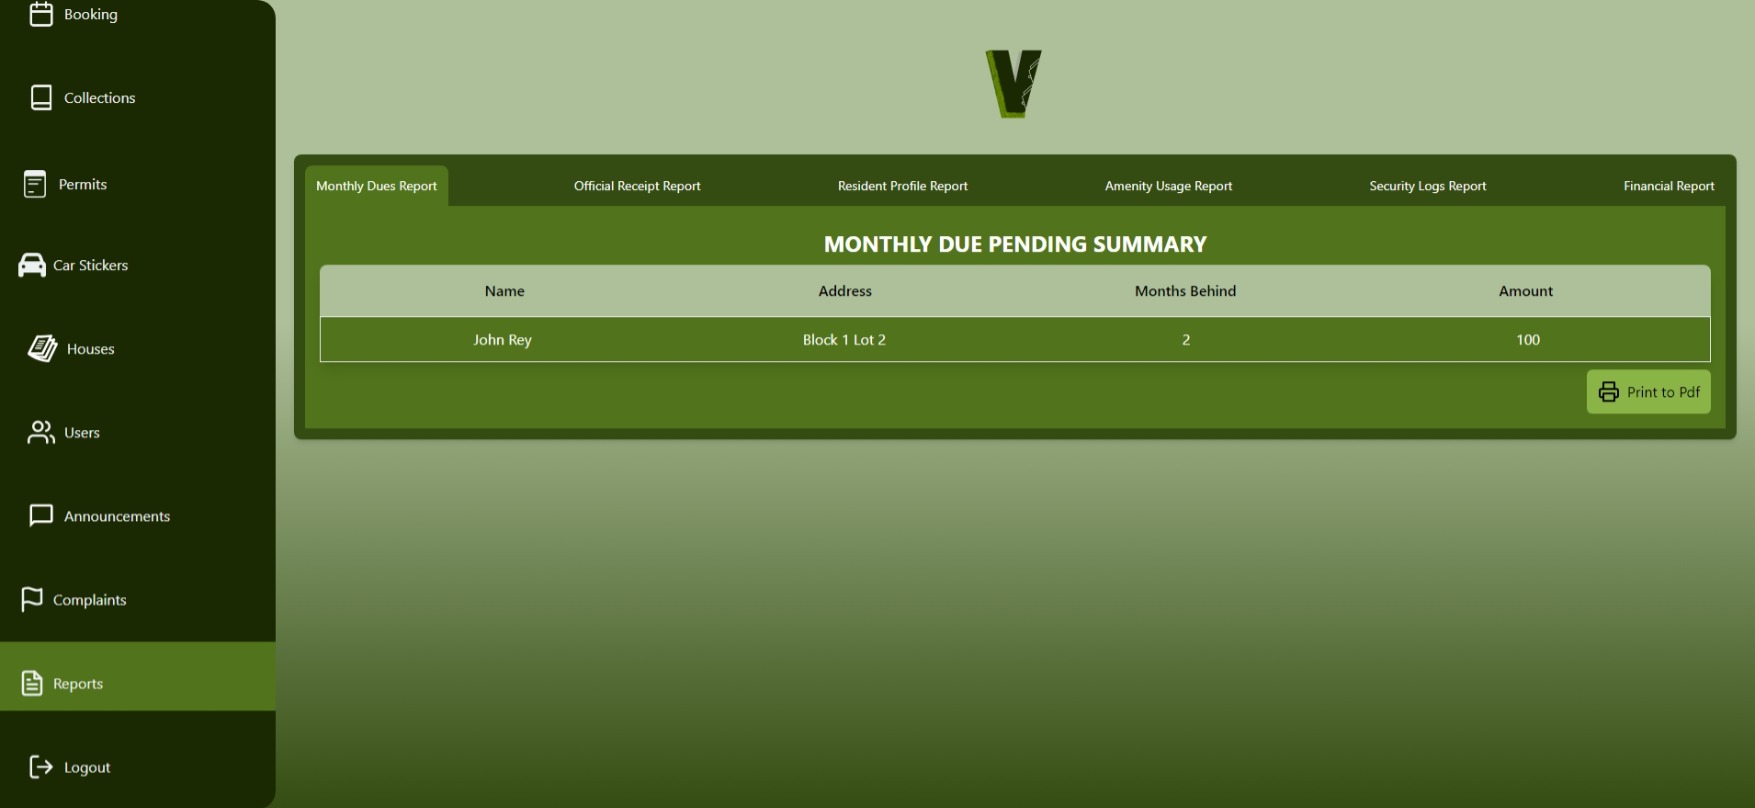 Booking
Collections
Permits
Car Stickers
Houses
Users
Announcements
Complaints
Reports
Logout
V
Monthly Dues Report Official Receipt Report Resident Profile Report Amenity Usage Report Security Logs Report Financial Report
MONTHLY DUE PENDING SUMMARY
Name Address Months Behind Amount
John Rey Block 1 Lot 2 2 100
Print to Pdf